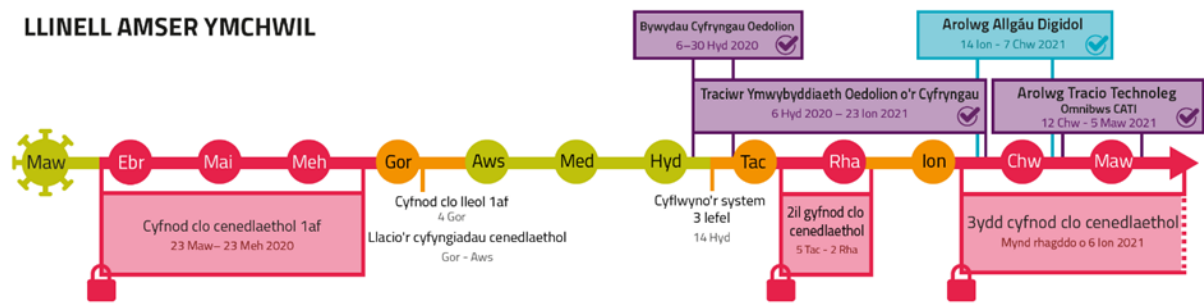 LLINELL AMSER YMCHWIL
Bywydau Cyfryngau Oedolion
6–30 Hyd 2020
Arolwg Allgáu Digidol
14 Ion - 7 Chw 2021
Traciwr Ymwybyddiaeth Oedolion o'r Cyfryngau
6 Hyd 2020 – 23 Ion 2021
Arolwg Tracio Technoleg
Omnibws CATI
12 Chw - 5 Maw 2021
Maw
Ebr
Mai
Meh
Gor
Aws
Med
Hyd
Tac
Rha
Ion
Chw
Maw
Cyfnod clo cenedlaethol 1af
23 Maw– 23 Meh 2020
Cyfnod clo lleol 1af
4 Gor
Llacio'r cyfyngiadau cenedlaethol
Gor - Aws
Cyflwyno'r system
3 lefel
14 Hyd
2il gyfnod clo
cenedlaethol
5 Tac - 2 Rha
3ydd cyfnod clo cenedlaethol
Mynd rhagddo o 6 Ion 2021